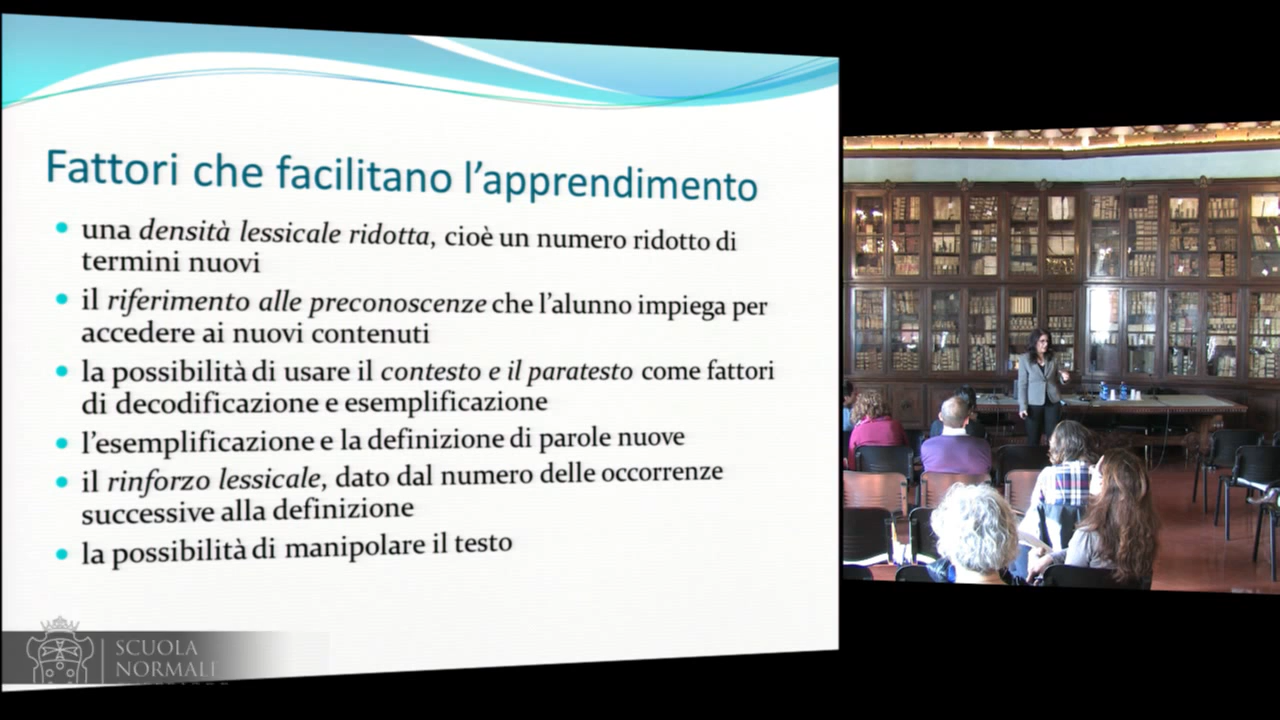 Fattori che facilitano l’apprendimento
una densità lessicale ridotta, cioè un numero ridotto di
termini nuovi
il riferimento alle preconoscenze che l’alunno impiega per
accedere ai nuovi contenuti
la possibilità di usare il contesto e il paratesto come fattori
di decodificazione e esemplificazione
l’esemplificazione e la definizione di parole nuove
il rinforzo lessicale, dato dal numero delle occorrenze
successive alla definizione
la possibilità di manipolare il testo
SCUOLA
NORMALE